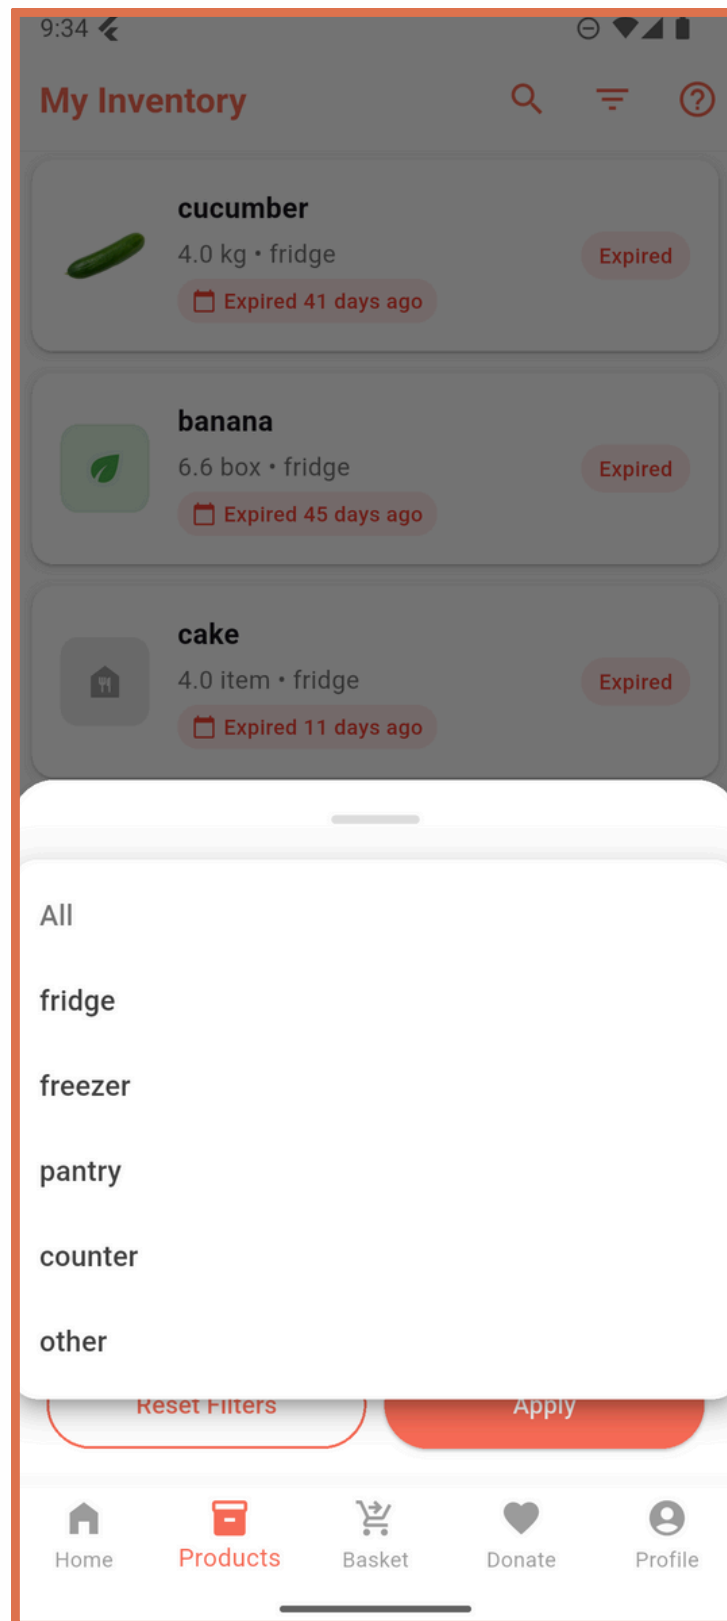 9:34
My Inventory
cucumber
4.0 kg • fridge
Expired
Expired 41 days ago
banana
6.6 box • fridge
Expired
Expired 45 days ago
cake
4.0 item • fridge
Expired
Expired 11 days ago
All
fridge
freezer
pantry
counter
other
Reset Filters
Apply
Home
Products
Basket
Donate
Profile